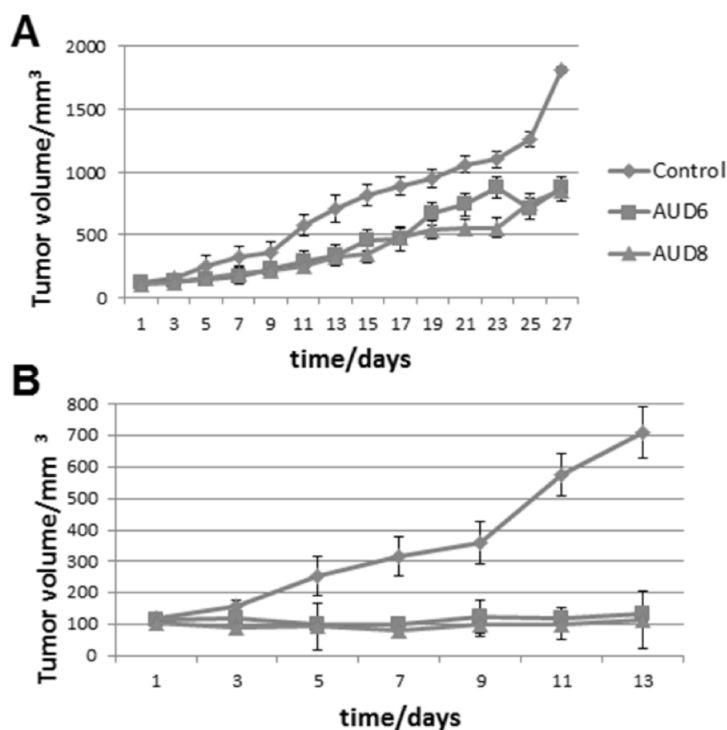 A
2000
1500
1000
500
0
Tumor volume/mm³
1 3 5 7 9 11 13 15 17 19 21 23 25 27
time/days
Control
AUD6
AUD8
B
800
700
600
500
400
300
200
100
0
Tumor volume/mm ³
1 3 5 7 9 11 13
time/days